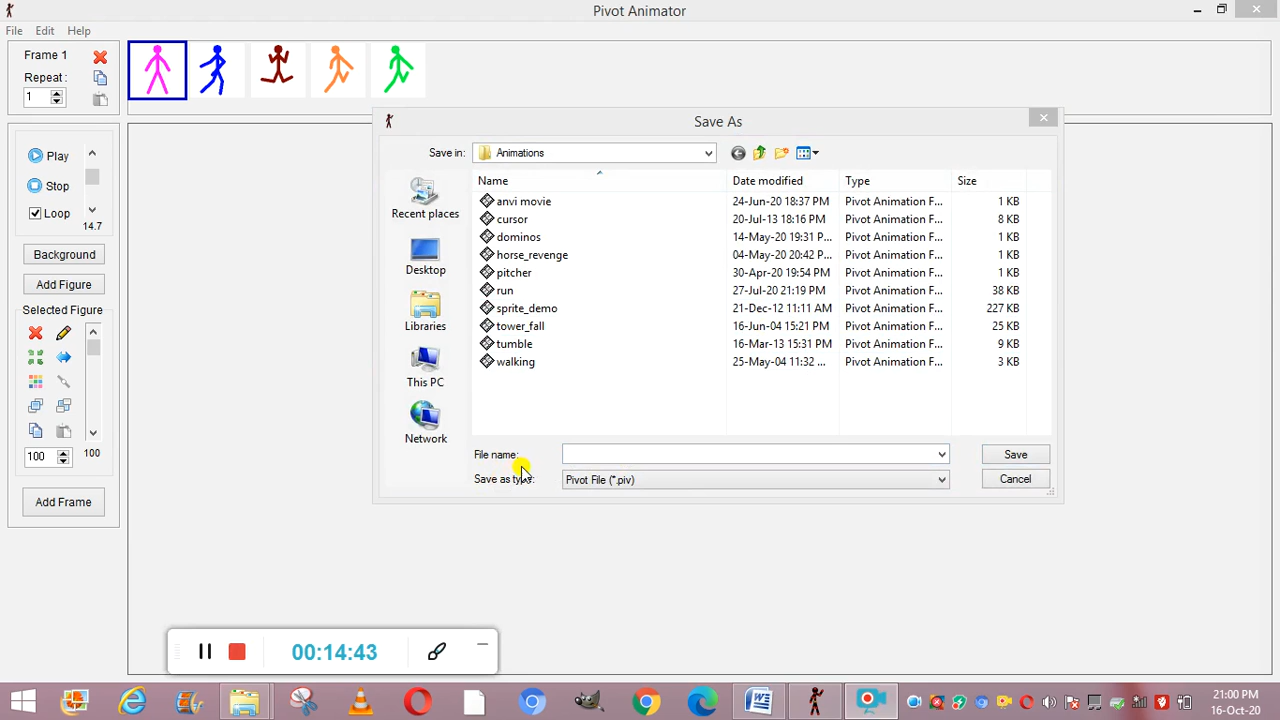 Pivot Animator
File Edit Help
Frame 1
Repeat :
1
Play
Stop
Loop
14.7
Background
Add Figure
Selected Figure
100 100
Add Frame
Save As
Save in: Animations
Recent places
Desktop
Libraries
This PC
Network
Name Date modified Type Size
anvi movie 24-Jun-20 18:37 PM Pivot Animation F... 1 KB
cursor 20-Jul-13 18:16 PM Pivot Animation F... 8 KB
dominos 14-May-20 19:31 P... Pivot Animation F... 1 KB
horse_revenge 04-May-20 20:42 P... Pivot Animation F... 1 KB
pitcher 30-Apr-20 19:54 PM Pivot Animation F... 1 KB
run 27-Jul-20 21:19 PM Pivot Animation F... 38 KB
sprite_demo 21-Dec-12 11:11 AM Pivot Animation F... 227 KB
tower_fall 16-Jun-04 15:21 PM Pivot Animation F... 25 KB
tumble 16-Mar-13 15:31 PM Pivot Animation F... 9 KB
walking 25-May-04 11:32 ... Pivot Animation F... 3 KB
File name: Save
Save as type: Pivot File (*.piv) Cancel
00:14:43
21:00 PM
16-Oct-20